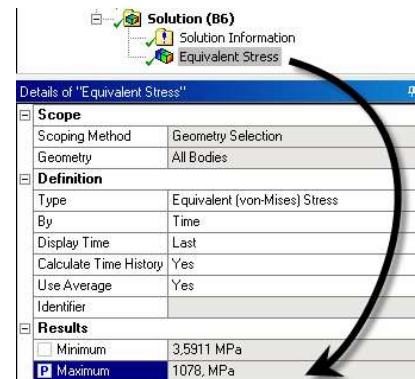 Solution (B6)
Solution Information
Equivalent Stress
Details of "Equivalent Stress"
Scope
Scoping Method Geometry Selection
Geometry All Bodies
Definition
Type Equivalent (von-Mises) Stress
By Time
Display Time Last
Calculate Time History Yes
Use Average Yes
Identifier
Results
Minimum 3,5911 MPa
P Maximum 1078, MPa